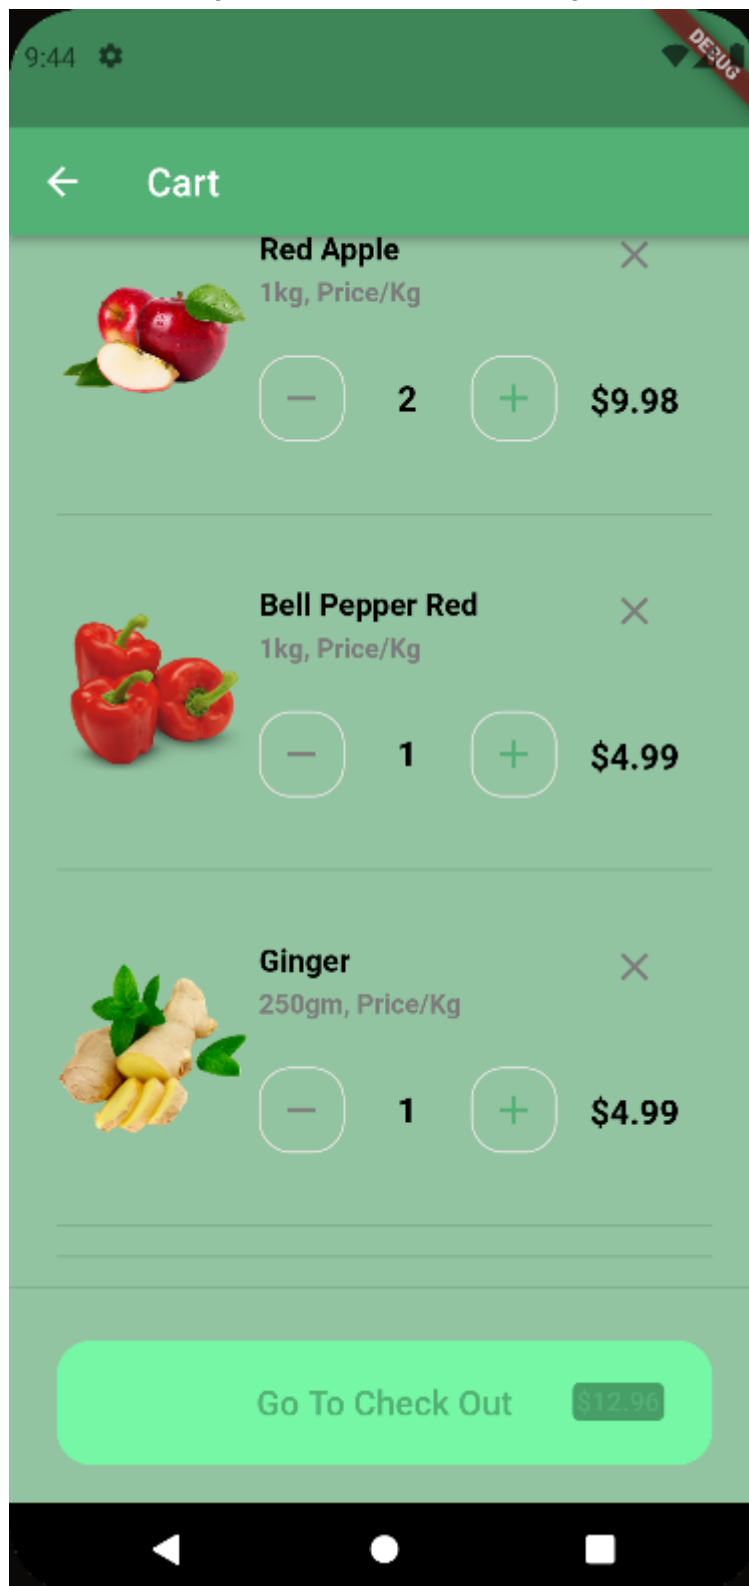 9:44
DEBUG
Cart
Red Apple
1kg, Price/Kg
2
$9.98
Bell Pepper Red
1kg, Price/Kg
1
$4.99
Ginger
250gm, Price/Kg
1
$4.99
Go To Check Out
$12.96